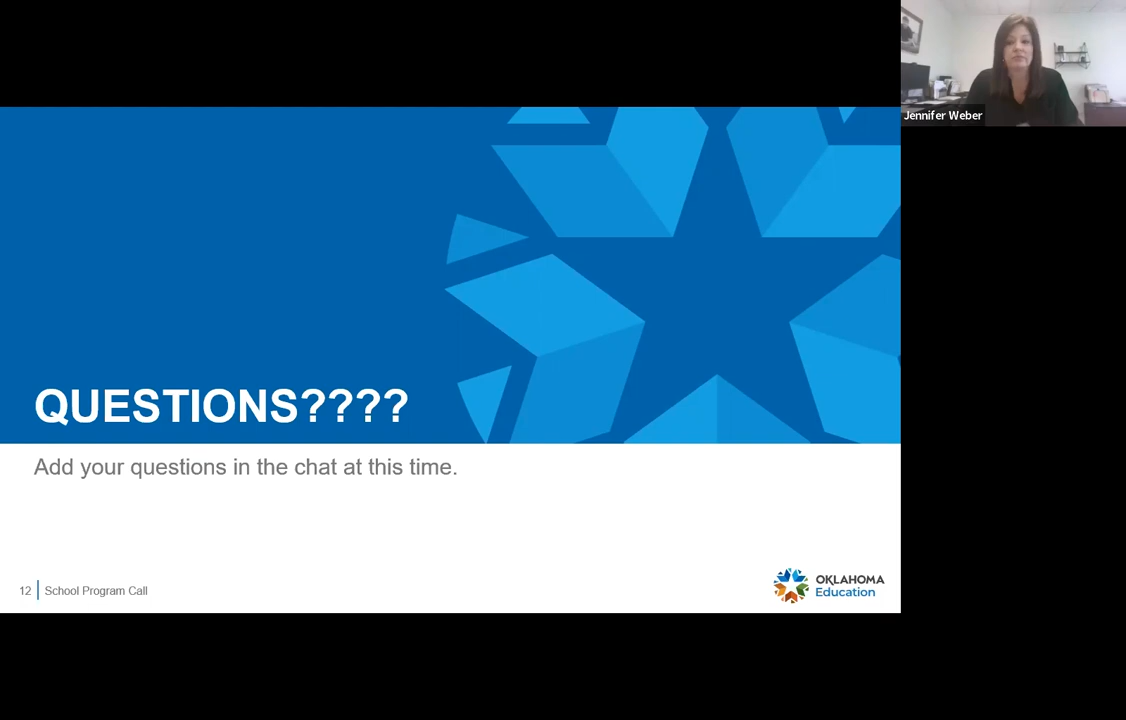 Jennifer Weber
QUESTIONS????
Add your questions in the chat at this time.
12 School Program Call
OKLAHOMA
Education